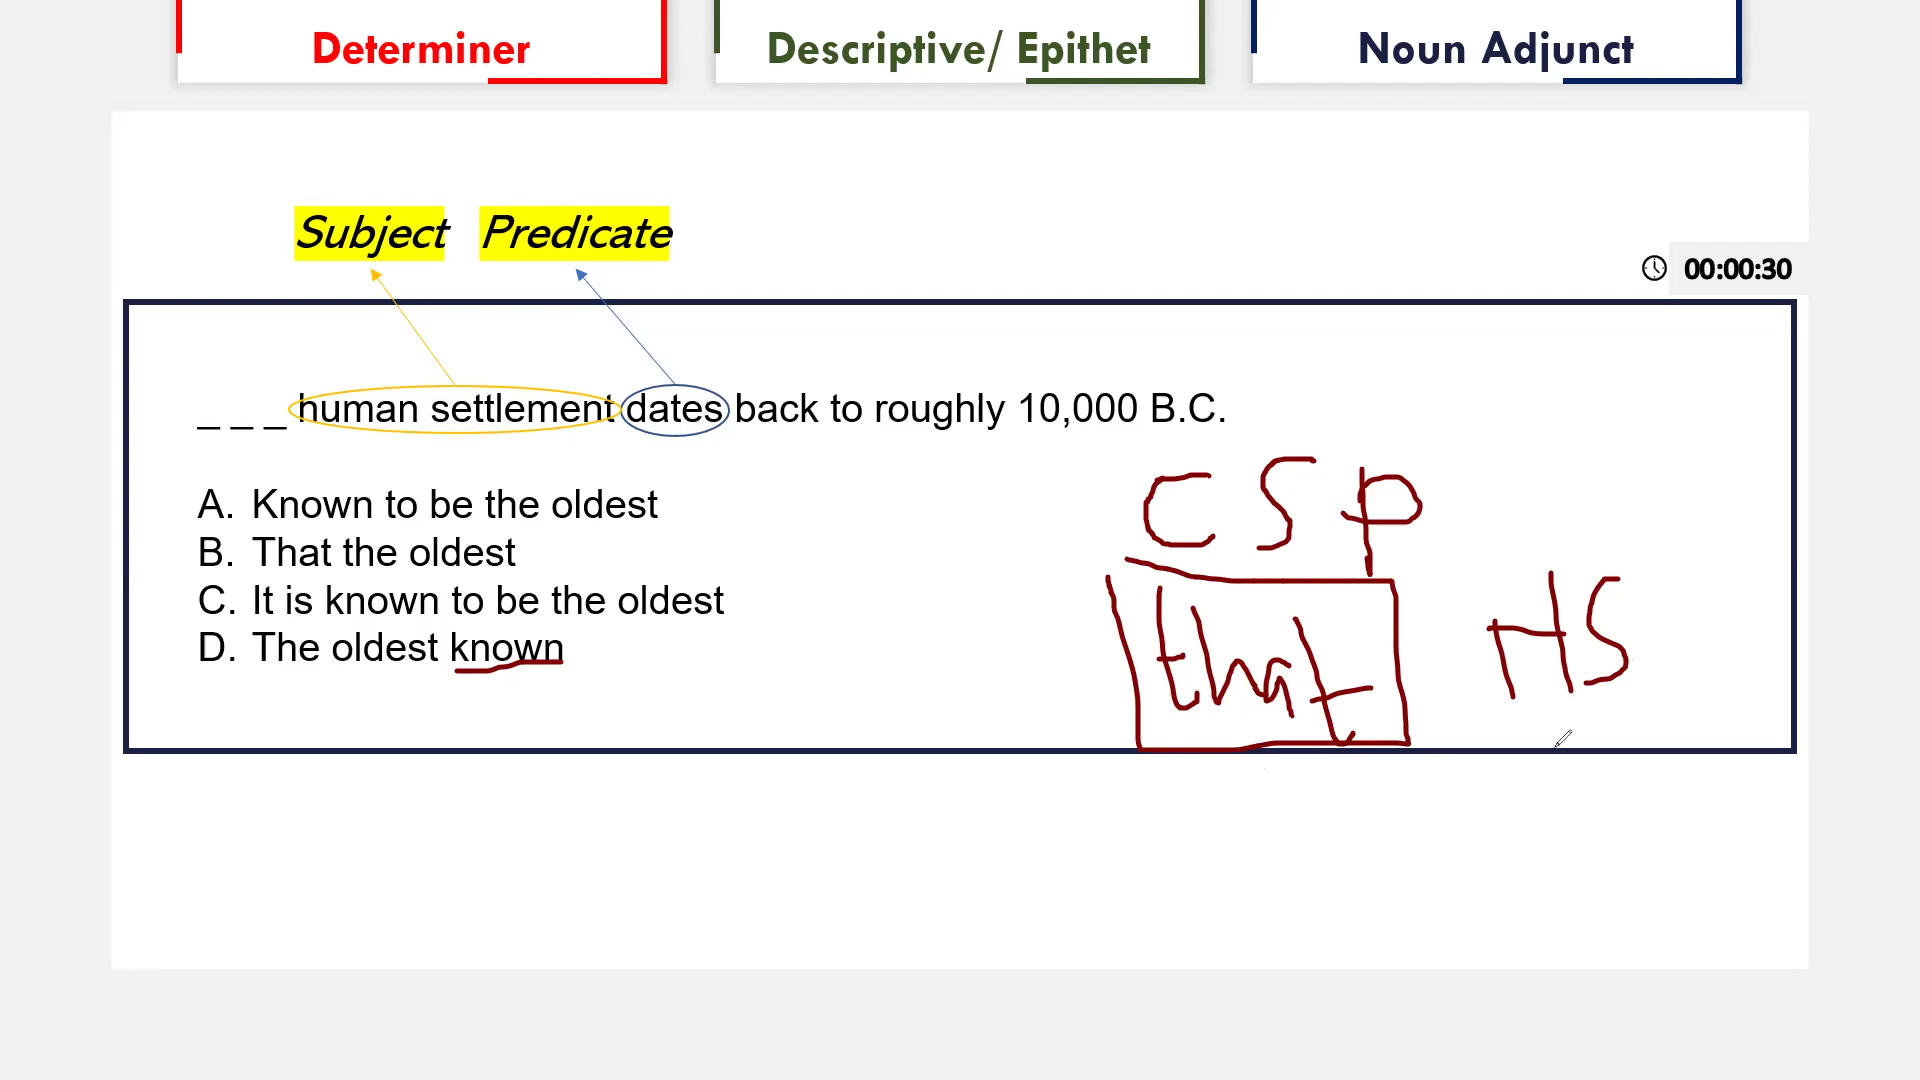 Determiner
Descriptive/ Epithet
Noun Adjunct
Subject Predicate
00:00:30
_ _ _ human settlement dates back to roughly 10,000 B.C.
A. Known to be the oldest
B. That the oldest
C. It is known to be the oldest
D. The oldest known
C S P
that
HS